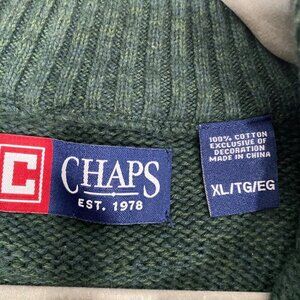 C
CHAPS
EST. 1978
100% COTTON
EXCLUSIVE OF
DECORATION
MADE IN CHINA
XL/TG/EG